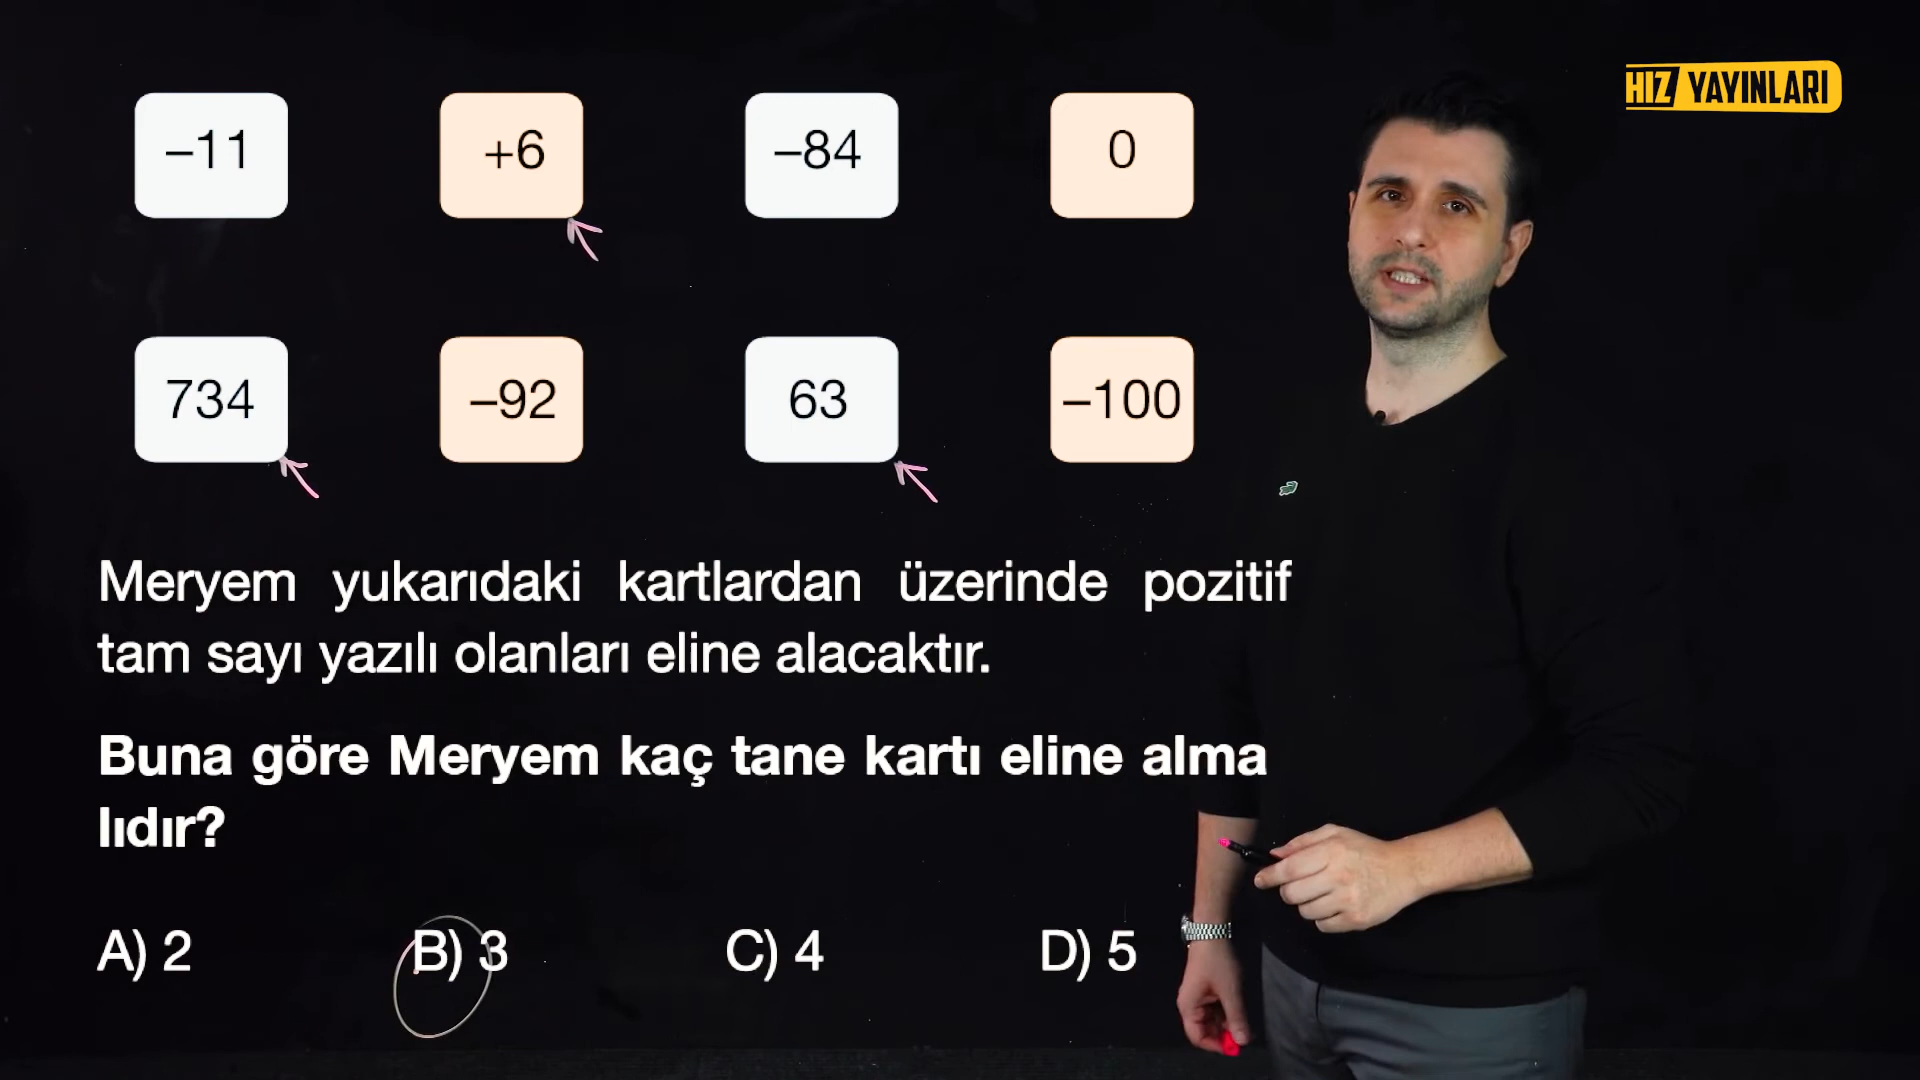 HIZ YAYINLARI
–11 +6 –84 0
734 –92 63 –100
Meryem yukarıdaki kartlardan üzerinde pozitif
tam sayı yazılı olanları eline alacaktır.
Buna göre Meryem kaç tane kartı eline alma
lıdır?
A) 2 B) 3 C) 4 D) 5